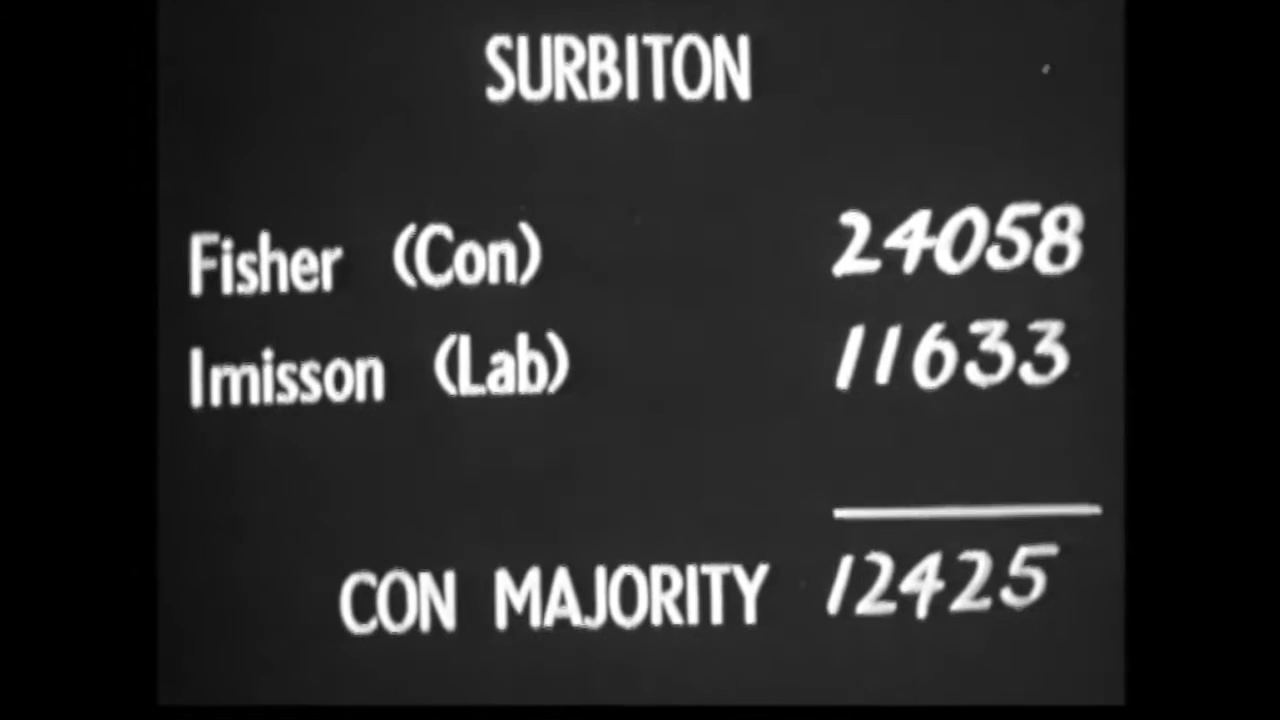 SURBITON
Fisher (Con) 24058
Imisson (Lab) 11633
CON MAJORITY 12425